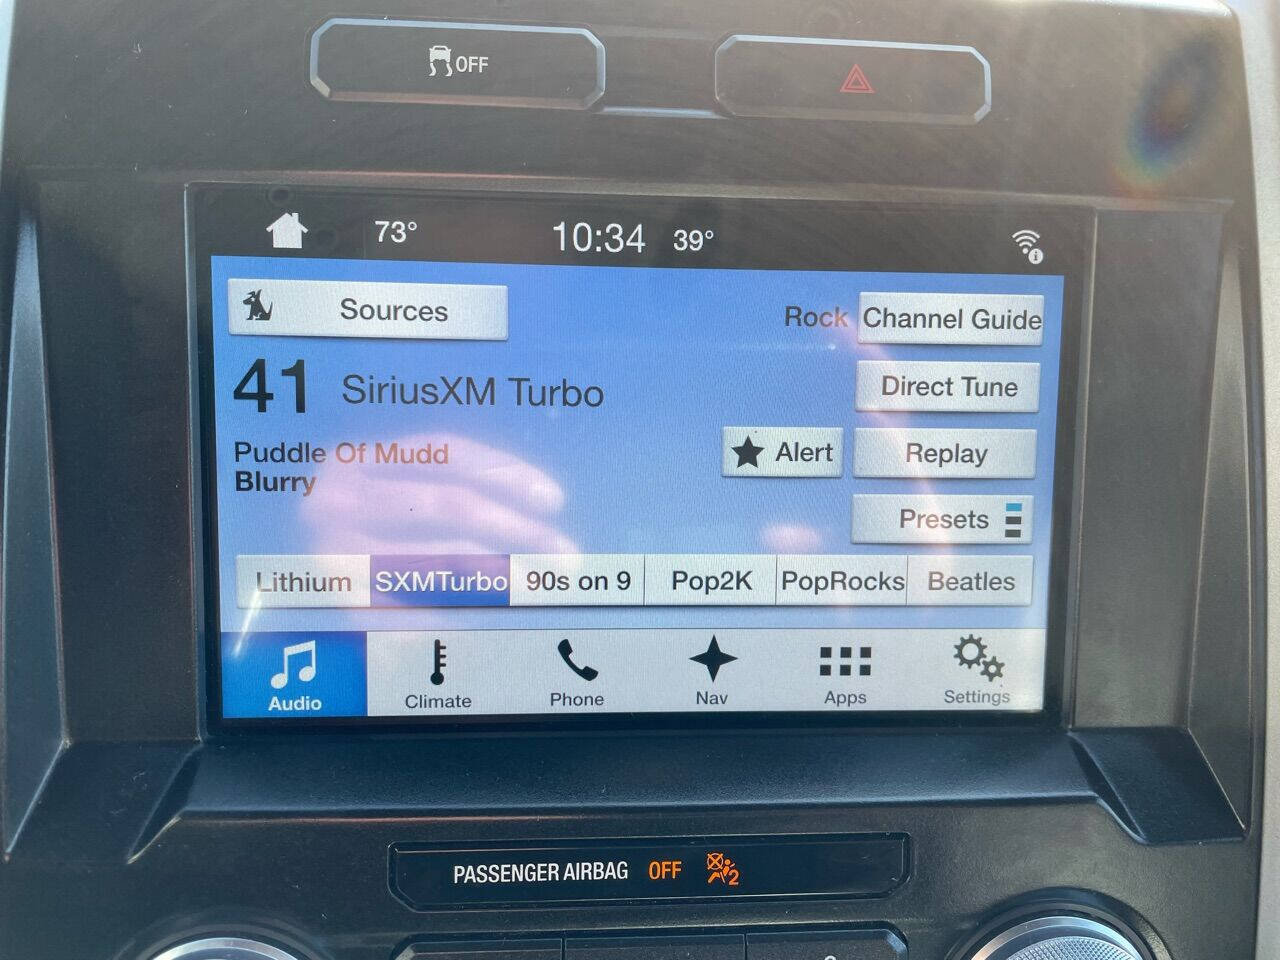 OFF
73° 10:34 39°
Sources
Rock Channel Guide
41 SiriusXM Turbo
Direct Tune
Puddle Of Mudd
Blurry
Alert
Replay
Presets
Lithium SXMTurbo 90s on 9 Pop2K PopRocks Beatles
Audio Climate Phone Nav Apps Settings
PASSENGER AIRBAG OFF 2